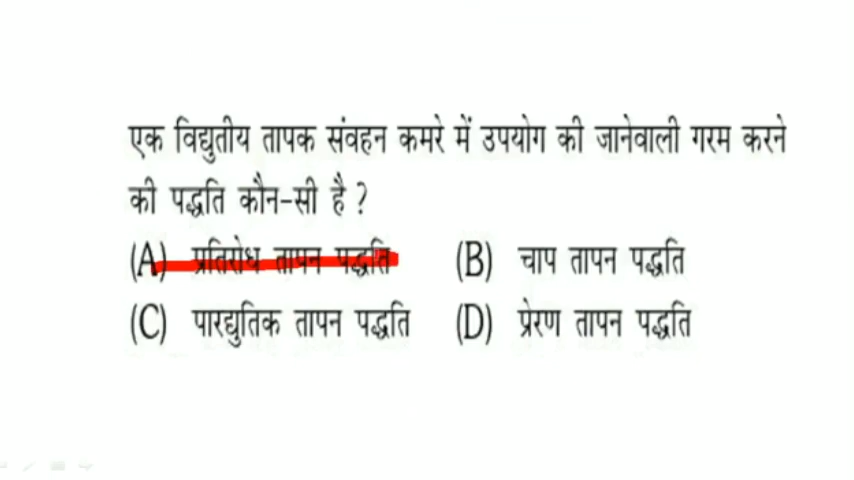 एक विद्युतीय तापक संवहन कमरे में उपयोग की जानेवाली गरम करने
की पद्धति कौन-सी है ?
(A) प्रतिरोध तापन पद्धति (B) चाप तापन पद्धति
(C) पारद्युतिक तापन पद्धति (D) प्रेरण तापन पद्धति